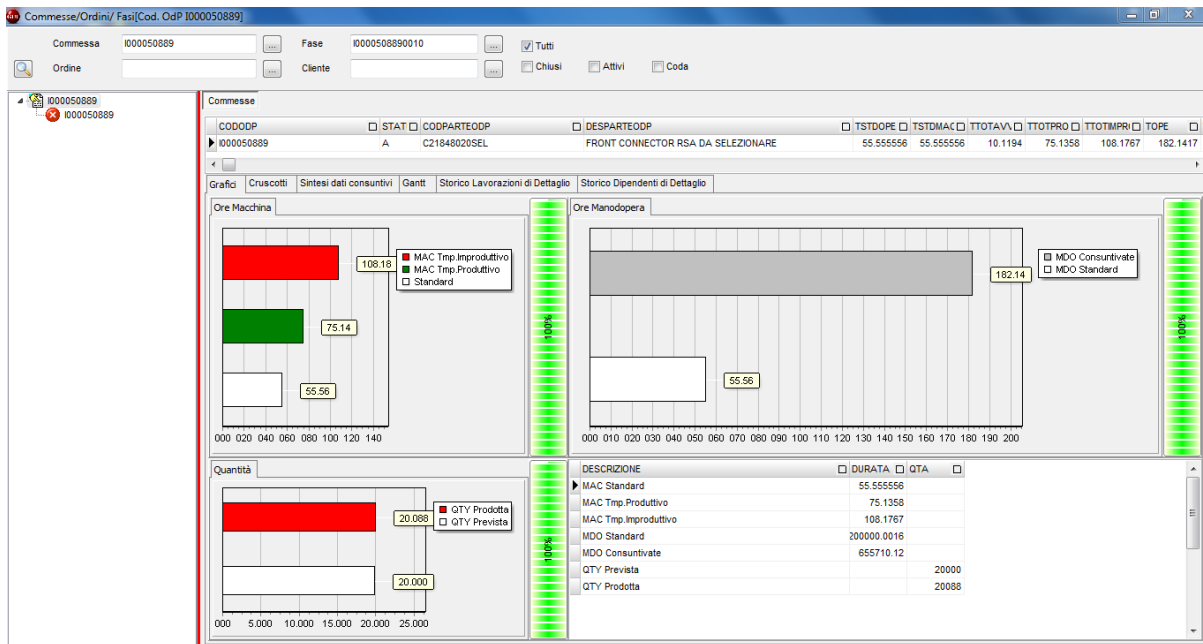 Commesse/Ordini/ Fasi[Cod. OdP I000050889]
Commessa I000050889 ... Fase I0000508890010 ... Tutti
Ordine ... Cliente ... Chiusi Attivi Coda
I000050889
I000050889
Commesse
CODODP STATI CODPARTEODP DESPARTEODP TSTDOPE TSTDMAC TTOTAVV TTOTPRO TTOTIMPRI TOPE
I000050889 A C21848020SEL FRONT CONNECTOR RSA DA SELEZIONARE 55.555556 55.555556 10.1194 75.1358 108.1767 182.1417
Grafici Cruscotti Sintesi dati consuntivi Gantt Storico Lavorazioni di Dettaglio Storico Dipendenti di Dettaglio
Ore Macchina
108.18
75.14
55.56
MAC Tmp.Improduttivo
MAC Tmp.Produttivo
Standard
000 020 040 060 080 100 120 140
100%
Ore Manodopera
182.14
55.56
MDO Consuntivate
MDO Standard
000 010 020 030 040 050 060 070 080 090 100 110 120 130 140 150 160 170 180 190 200
100%
Quantità
20.088
20.000
QTY Prodotta
QTY Prevista
000 5.000 10.000 15.000 20.000 25.000
100%
DESCRIZIONE DURATA QTA
MAC Standard 55.555556
MAC Tmp.Produttivo 75.1358
MAC Tmp.Improduttivo 108.1767
MDO Standard 200000.0016
MDO Consuntivate 655710.12
QTY Prevista 20000
QTY Prodotta 20088